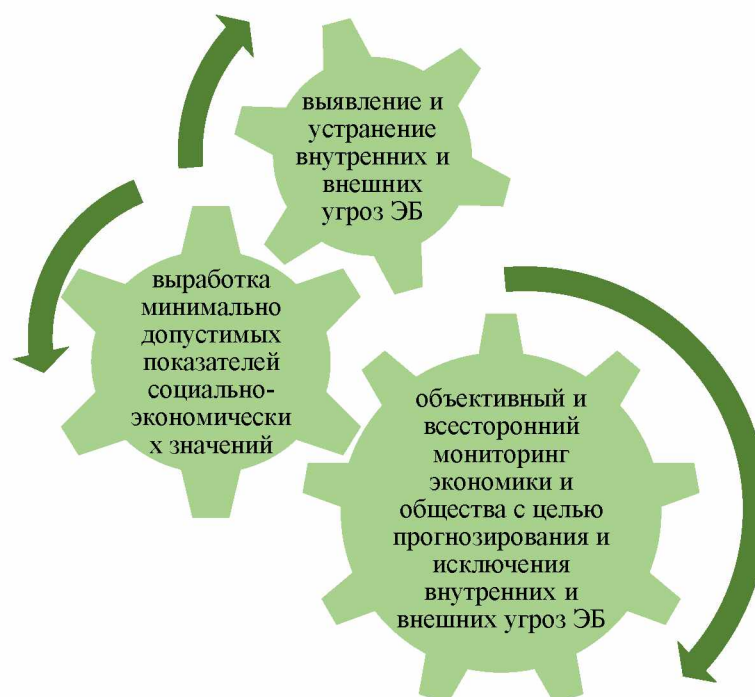 выявление и
устранение
внутренних и
внешних
угроз ЭБ
выработка
минимально
допустимых
показателей
социально-
экономически
х значений
объективный и
всесторонний
мониторинг
экономики и
общества с целью
прогнозирования и
исключения
внутренних и
внешних угроз ЭБ